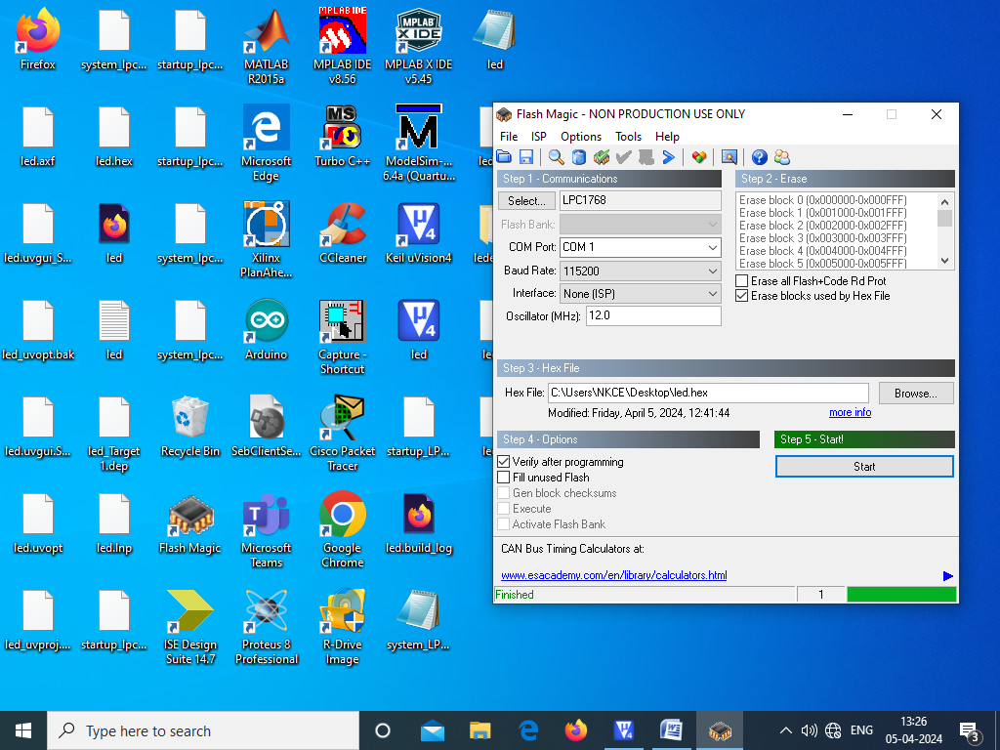 Firefox
system_lpc...
startup_lpc...
MATLAB
R2015a
MPLAB IDE
v8.56
MPLAB X IDE
v5.45
led
led.axf
led.hex
startup_lpc...
Microsoft
Edge
Turbo C++
ModelSim-...
6.4a (Quartu...
led.uvgui_S...
led
system_lpc...
Xilinx
PlanAhe...
CCleaner
Keil uVision4
led_uvopt.bak
led
system_lpc...
Arduino
Capture -
Shortcut
led
led.uvgui.S...
led_Target
1.dep
Recycle Bin
SebClientSe...
Cisco Packet
Tracer
startup_LP...
led.uvopt
led.lnp
Flash Magic
Microsoft
Teams
Google
Chrome
led.build_log
led_uvproj....
startup_lpc...
ISE Design
Suite 14.7
Proteus 8
Professional
R-Drive
Image
system_LP...
Flash Magic - NON PRODUCTION USE ONLY
File ISP Options Tools Help
Step 1 - Communications
Select... LPC1768
Flash Bank:
COM Port: COM 1
Baud Rate: 115200
Interface: None (ISP)
Oscillator (MHz): 12.0
Step 2 - Erase
Erase block 0 (0x000000-0x000FFF)
Erase block 1 (0x001000-0x001FFF)
Erase block 2 (0x002000-0x002FFF)
Erase block 3 (0x003000-0x003FFF)
Erase block 4 (0x004000-0x004FFF)
Erase block 5 (0x005000-0x005FFF)
Erase all Flash+Code Rd Prot
Erase blocks used by Hex File
Step 3 - Hex File
Hex File: C:\Users\NKCE\Desktop\led.hex Browse...
Modified: Friday, April 5, 2024, 12:41:44 more info
Step 4 - Options
Verify after programming
Fill unused Flash
Gen block checksums
Execute
Activate Flash Bank
Step 5 - Start!
Start
CAN Bus Timing Calculators at:
www.esacademy.com/en/library/calculators.html
Finished 1
Type here to search
ENG
13:26
05-04-2024
3